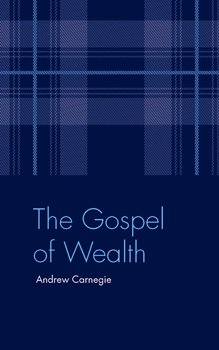 The Gospel
of Wealth
Andrew Carnegie